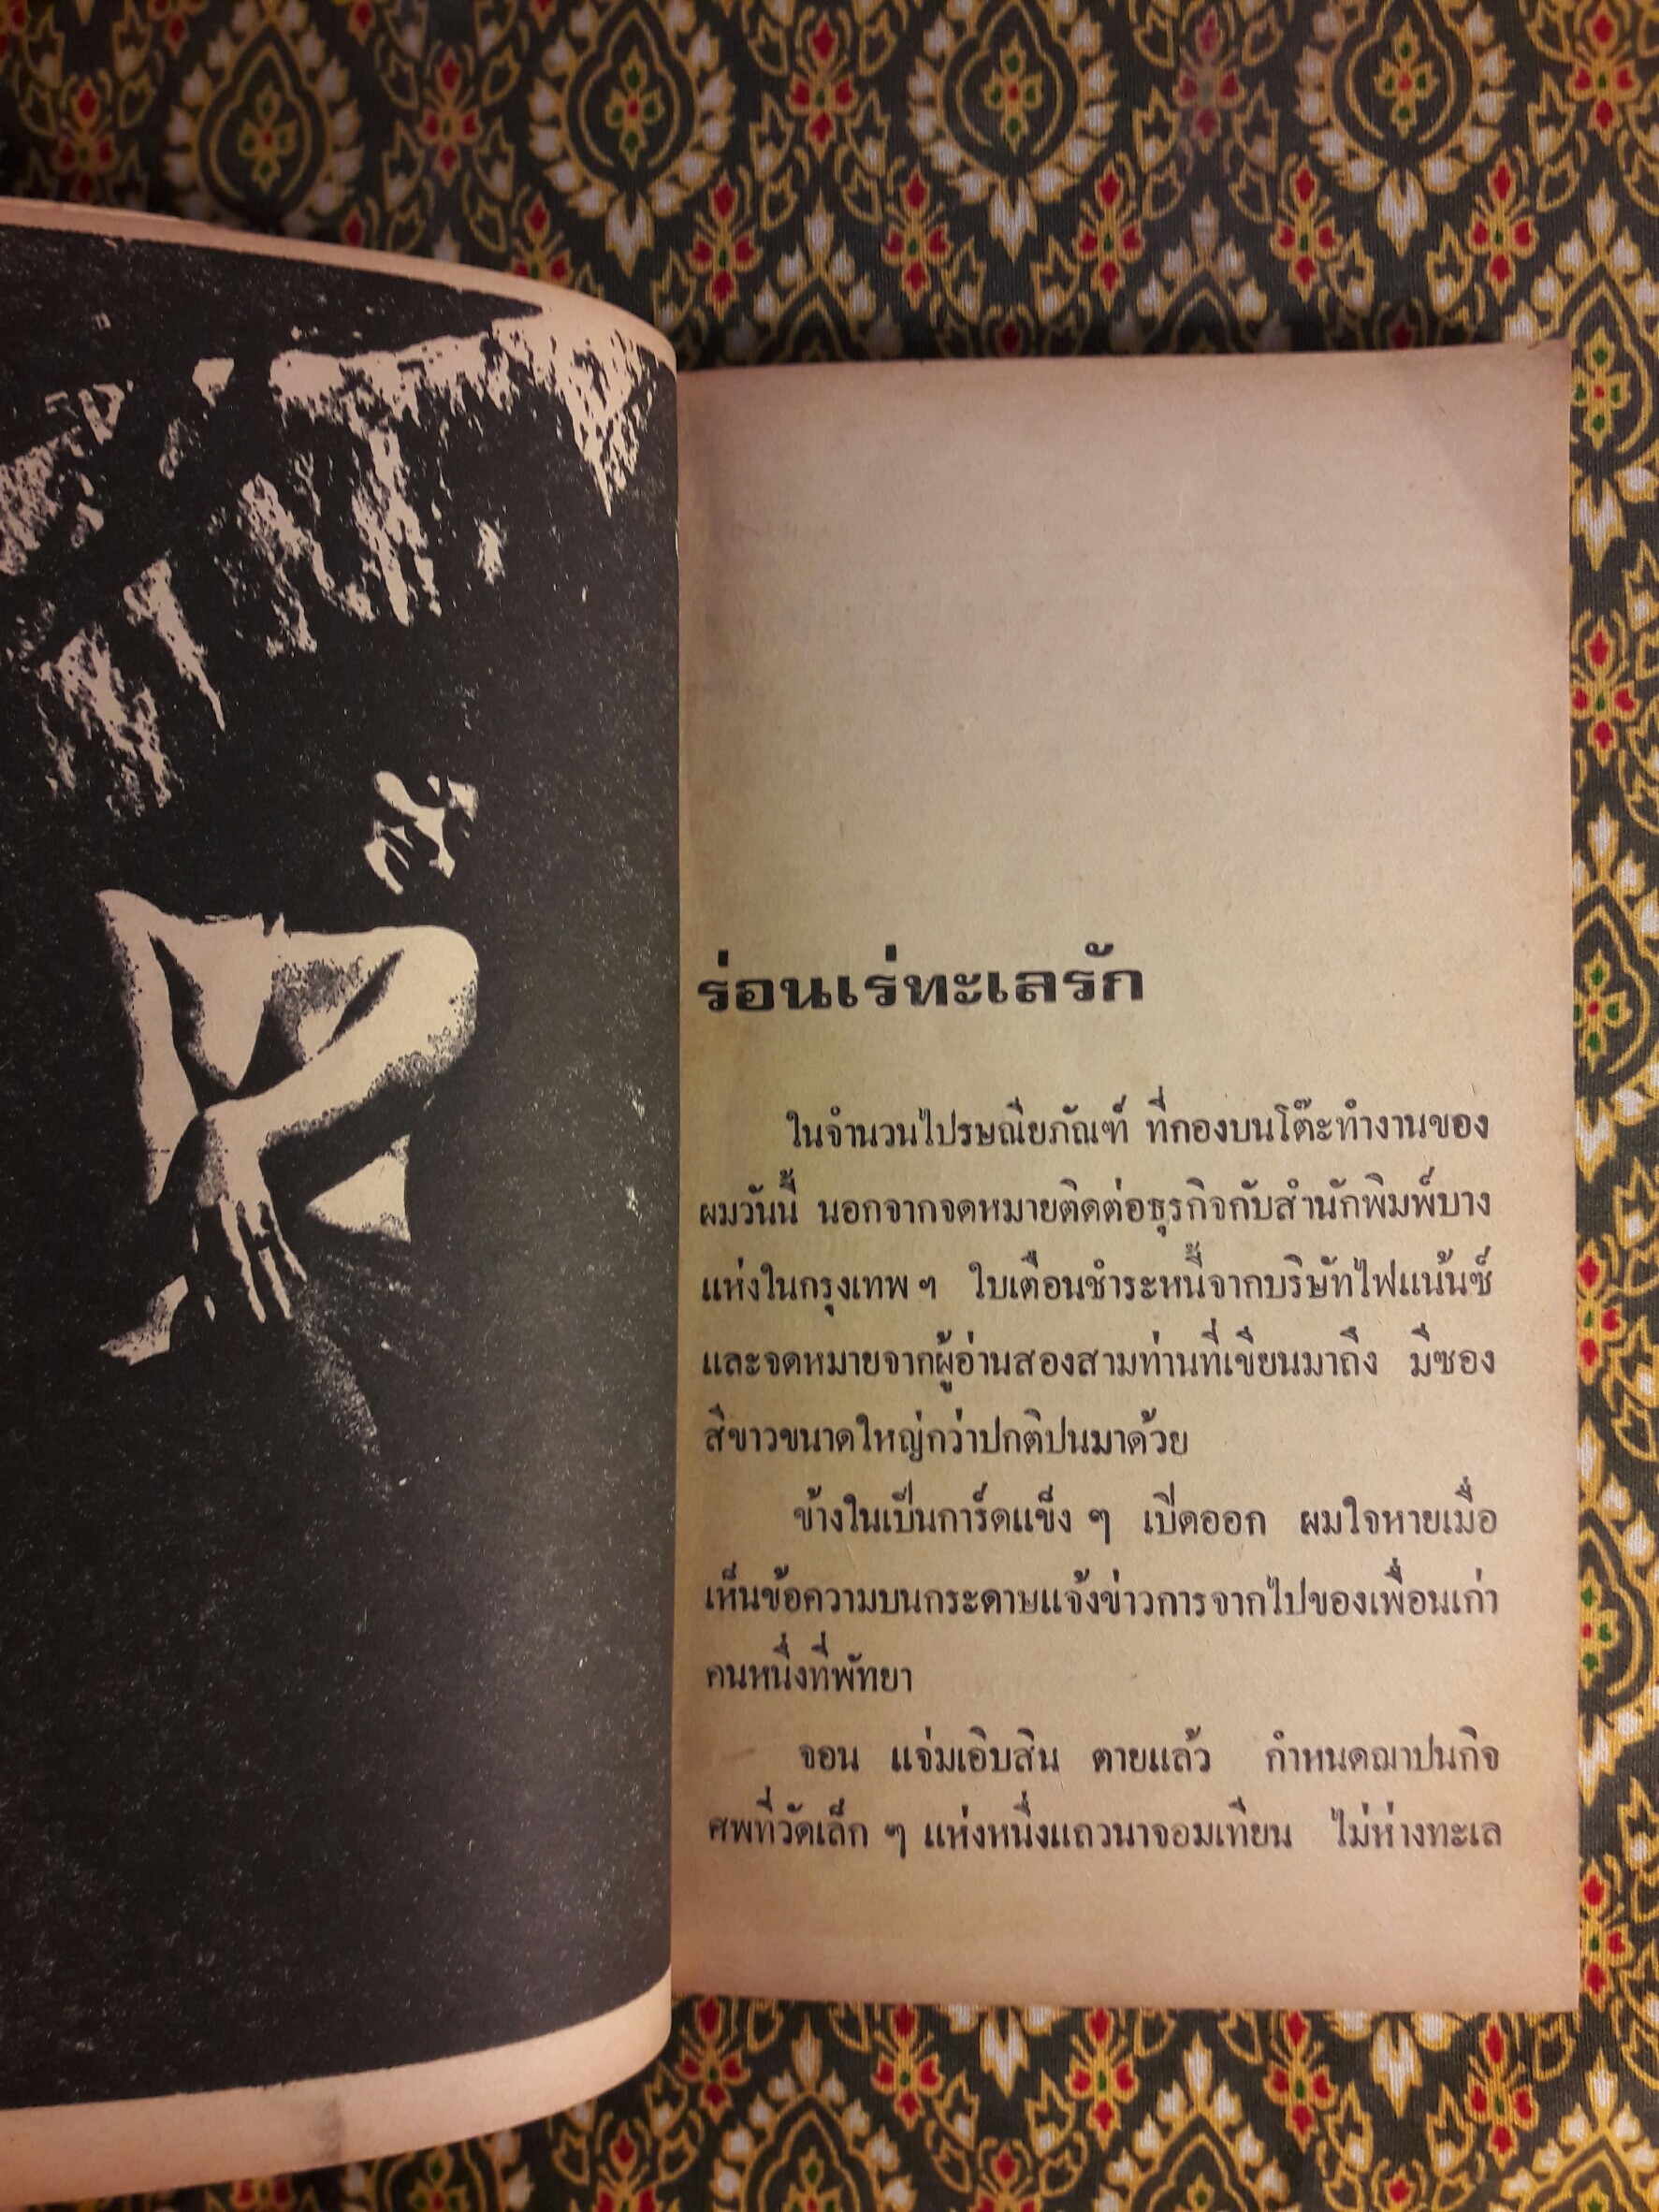 ร่อนเร่ทะเลรัก
ในจำนวนไปรษณียภัณฑ์ ที่กองบนโต๊ะทำงานของ
ผมวันนี้ นอกจากจดหมายติดต่อธุรกิจกับสำนักพิมพ์บาง
แห่งในกรุงเทพ ๆ ใบเตือนชำระหนี้จากบริษัทไฟแน้นซ์
และจดหมายจากผู้อ่านสองสามท่านที่เขียนมาถึง มีซอง
สีขาวขนาดใหญ่กว่าปกติปนมาด้วย
ข้างในเป็นการ์ดแข็ง ๆ เปิดออก ผมใจหายเมื่อ
เห็นข้อความบนกระดาษแจ้งข่าวการจากไปของเพื่อนเก่า
คนหนึ่งที่พัทยา
จอน แจ่มเอิบสิน ตายแล้ว กำหนดฌาปนกิจ
ศพที่วัดเล็ก ๆ แห่งหนึ่งแถวนาจอมเทียน ไม่ห่างทะเล